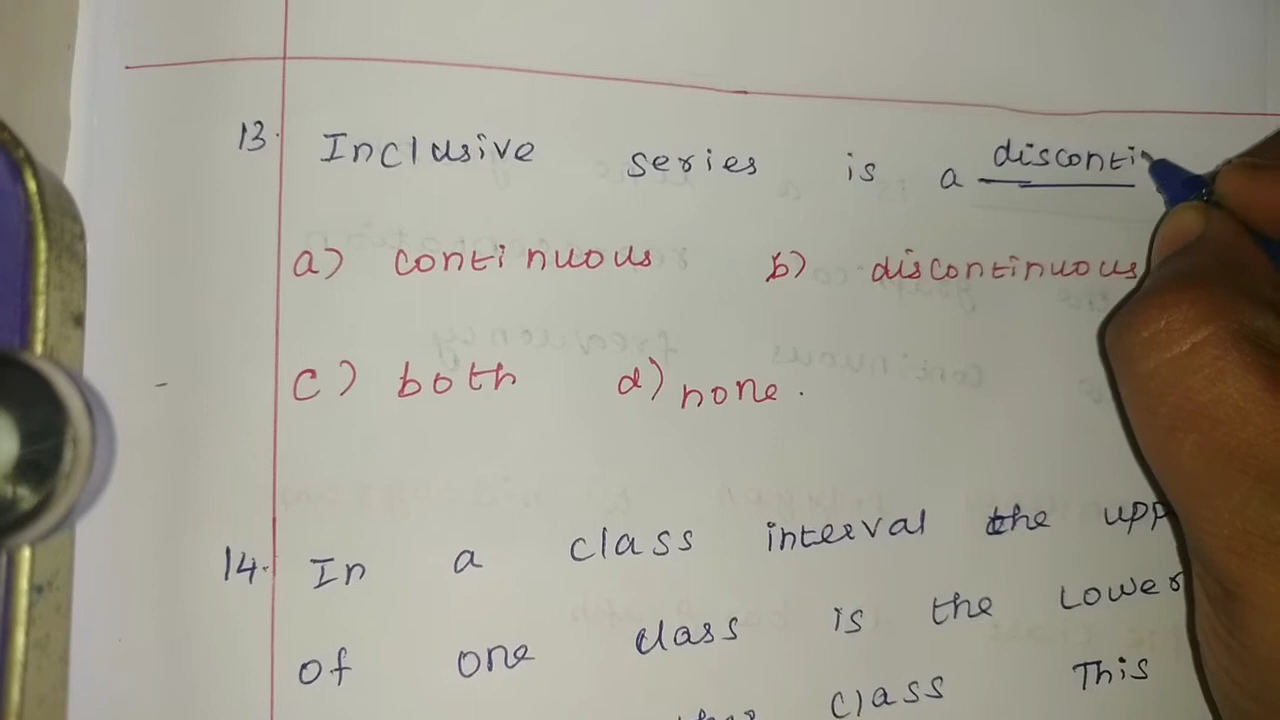 13. Inclusive series is a disconti
a) continuous b) discontinuous
c) both d) none.
14. In a class interval the upp
of one class is the Lower
class This